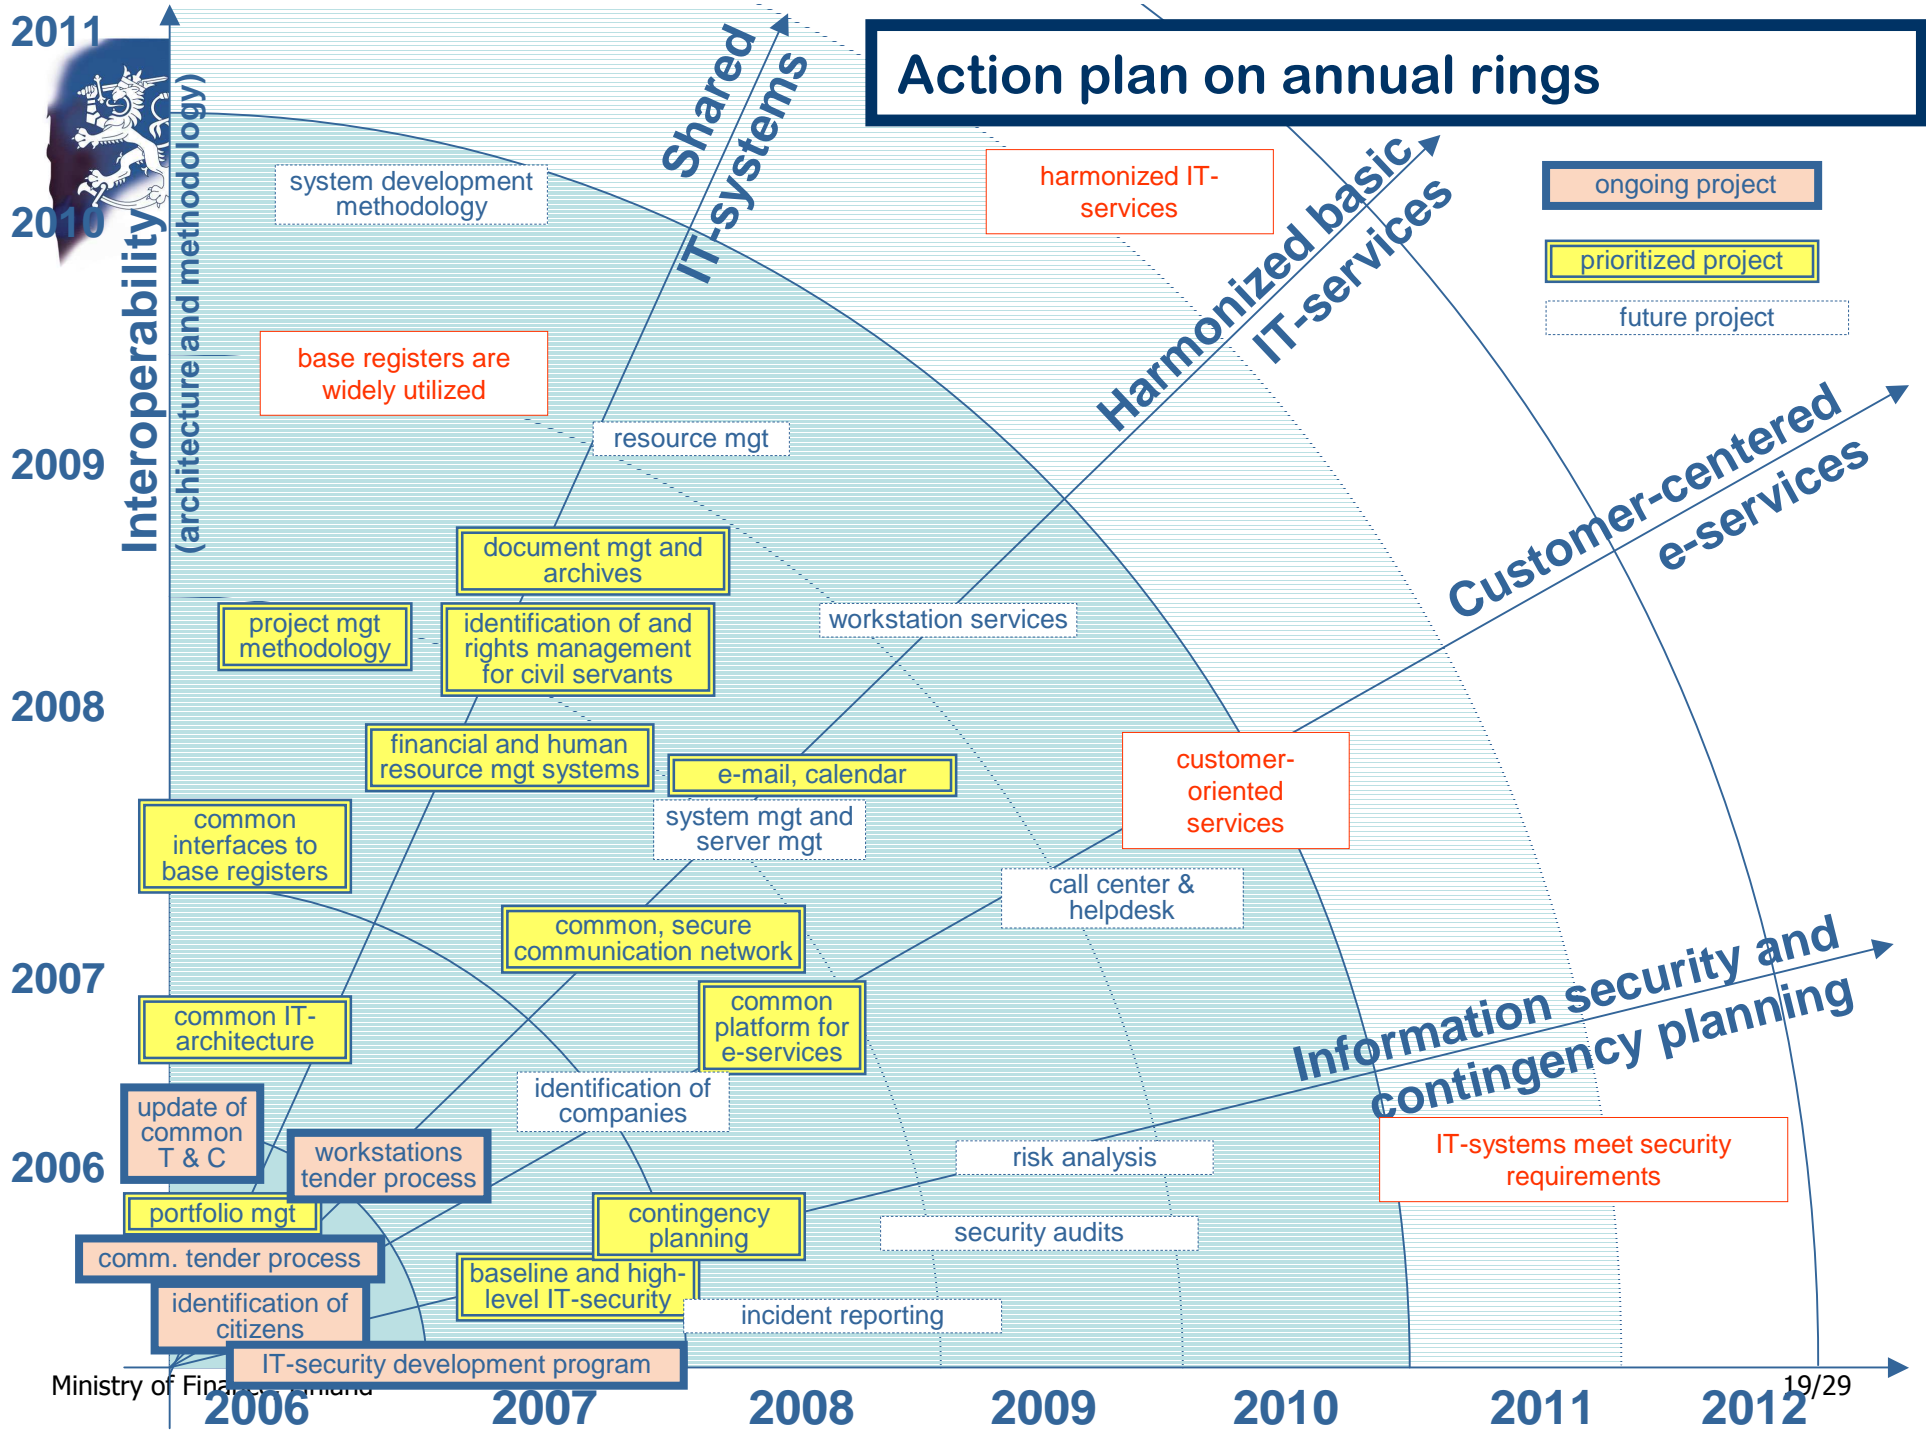 Action plan on annual rings
2011
2010
2009
2008
2007
2006
Interoperability
(architecture and methodology)
Shared
IT-systems
Harmonized basic
IT-services
Customer-centered
e-services
Information security and
contingency planning
ongoing project
prioritized project
future project
system development
methodology
harmonized IT-
services
base registers are
widely utilized
resource mgt
document mgt and
archives
project mgt
methodology
identification of and
rights management
for civil servants
workstation services
financial and human
resource mgt systems
e-mail, calendar
customer-
oriented
services
common
interfaces to
base registers
system mgt and
server mgt
call center &
helpdesk
common, secure
communication network
common IT-
architecture
common
platform for
e-services
identification of
companies
update of
common
T & C
workstations
tender process
risk analysis
IT-systems meet security
requirements
portfolio mgt
contingency
planning
security audits
comm. tender process
baseline and high-
level IT-security
identification of
citizens
incident reporting
IT-security development program
Ministry of Finance Finland
19/29
2006
2007
2008
2009
2010
2011
2012